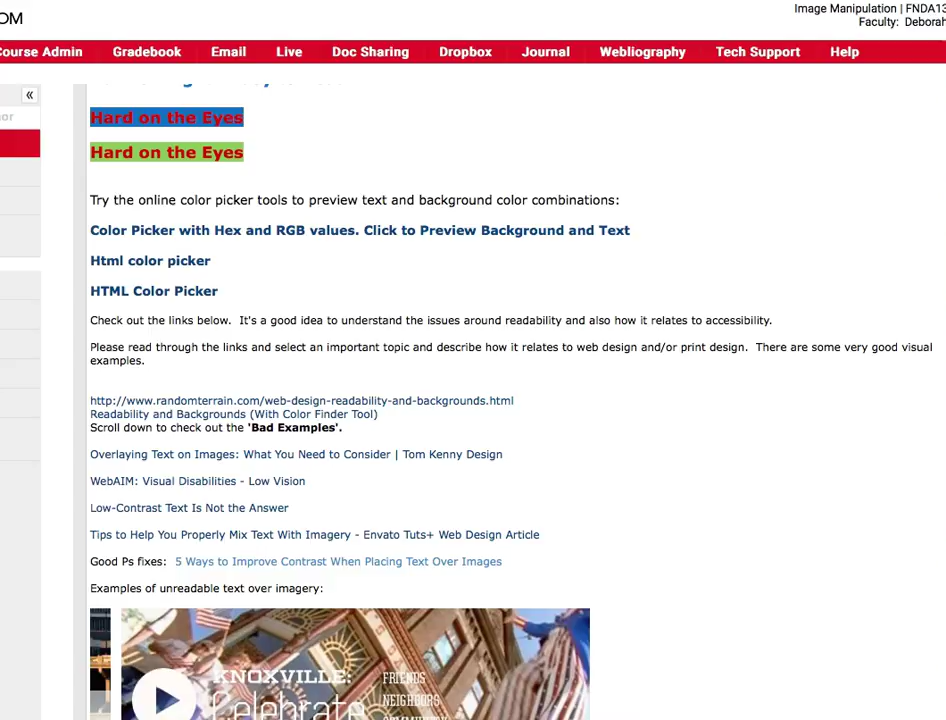 OM
Image Manipulation | FNDA13
Faculty: Deborah
Course Admin Gradebook Email Live Doc Sharing Dropbox Journal Webliography Tech Support Help
«
Hard on the Eyes
Hard on the Eyes
Try the online color picker tools to preview text and background color combinations:
Color Picker with Hex and RGB values. Click to Preview Background and Text
Html color picker
HTML Color Picker
Check out the links below. It's a good idea to understand the issues around readability and also how it relates to accessibility.
Please read through the links and select an important topic and describe how it relates to web design and/or print design. There are some very good visual
examples.
http://www.randomterrain.com/web-design-readability-and-backgrounds.html
Readability and Backgrounds (With Color Finder Tool)
Scroll down to check out the 'Bad Examples'.
Overlaying Text on Images: What You Need to Consider | Tom Kenny Design
WebAIM: Visual Disabilities - Low Vision
Low-Contrast Text Is Not the Answer
Tips to Help You Properly Mix Text With Imagery - Envato Tuts+ Web Design Article
Good Ps fixes: 5 Ways to Improve Contrast When Placing Text Over Images
Examples of unreadable text over imagery:
KNOXVILLE: FRIENDS
Celebrate NEIGHBORS